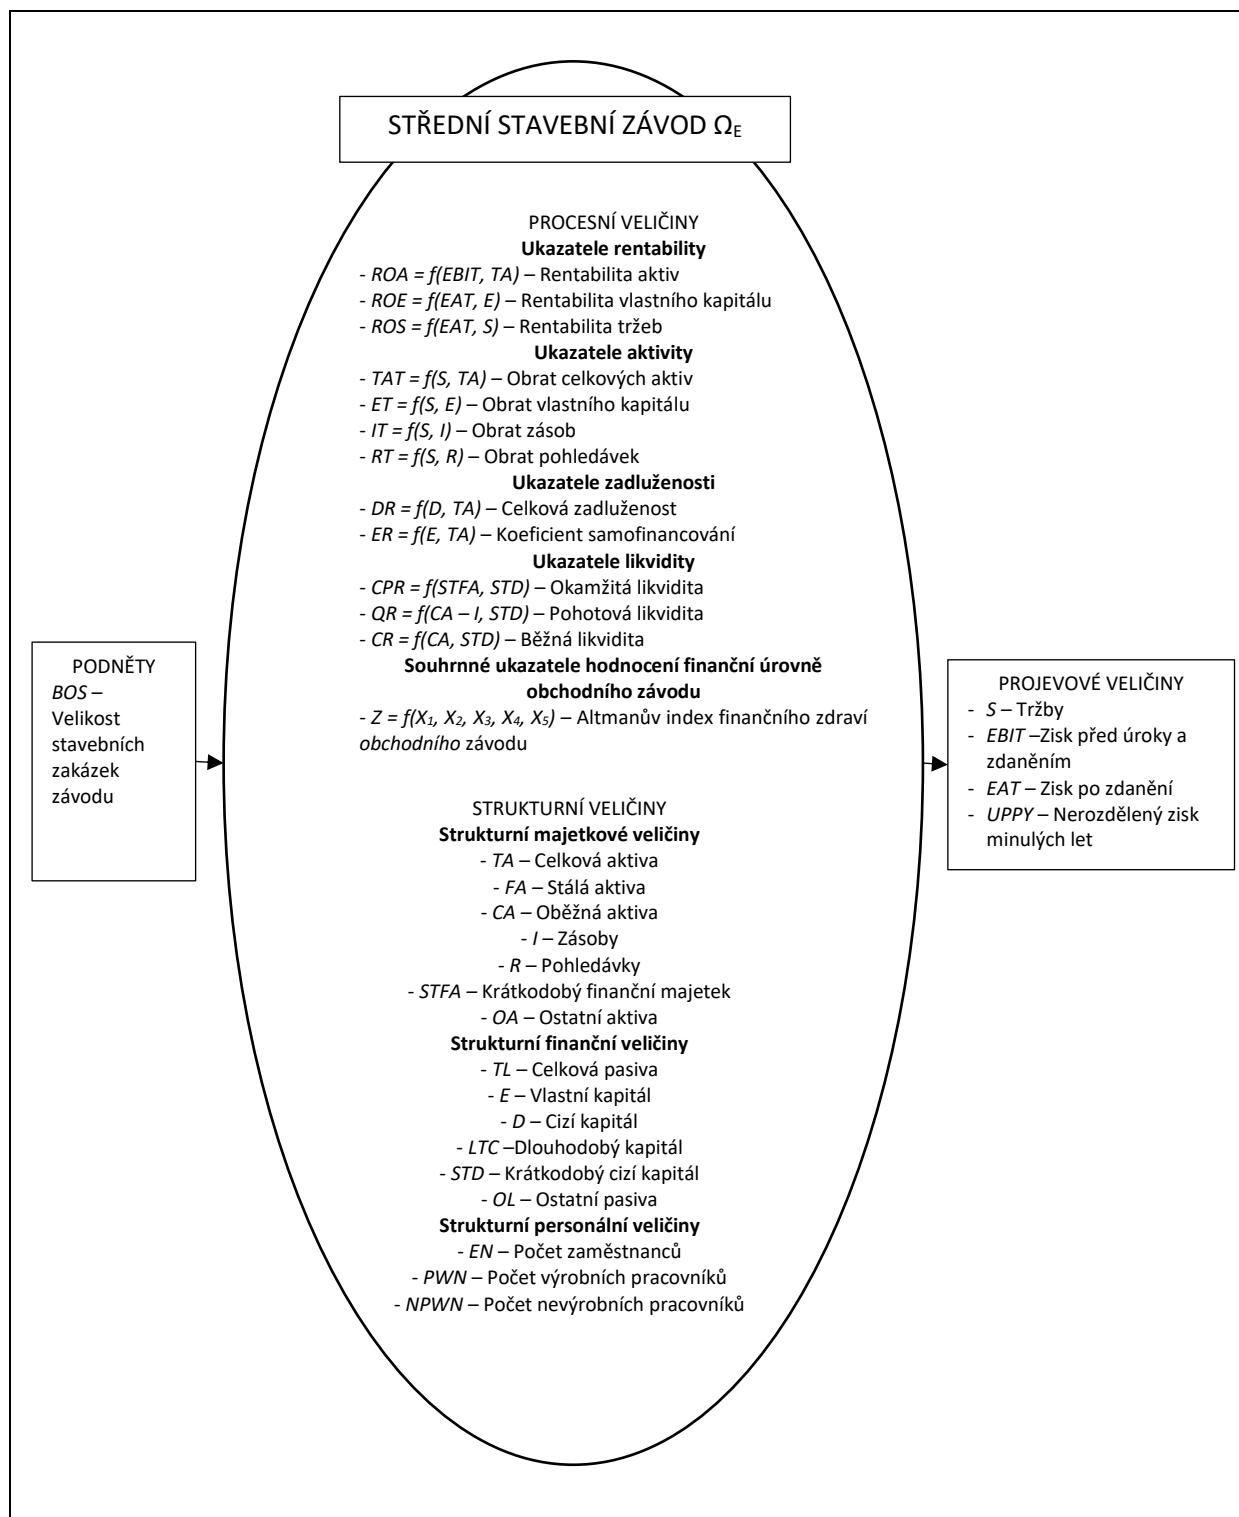 STŘEDNÍ STAVEBNÍ ZÁVOD Ω_E
PROCESNÍ VELIČINY
Ukazatele rentability
- ROA = f(EBIT, TA) – Rentabilita aktiv
- ROE = f(EAT, E) – Rentabilita vlastního kapitálu
- ROS = f(EAT, S) – Rentabilita tržeb
Ukazatele aktivity
- TAT = f(S, TA) – Obrat celkových aktiv
- ET = f(S, E) – Obrat vlastního kapitálu
- IT = f(S, I) – Obrat zásob
- RT = f(S, R) – Obrat pohledávek
Ukazatele zadluženosti
- DR = f(D, TA) – Celková zadluženost
- ER = f(E, TA) – Koeficient samofinancování
Ukazatele likvidity
- CPR = f(STFA, STD) – Okamžitá likvidita
- QR = f(CA – I, STD) – Pohotová likvidita
- CR = f(CA, STD) – Běžná likvidita
Souhrnné ukazatele hodnocení finanční úrovně
obchodního závodu
- Z = f(X₁, X₂, X₃, X₄, X₅) – Altmanův index finančního zdraví
obchodního závodu
STRUKTURNÍ VELIČINY
Strukturní majetkové veličiny
- TA – Celková aktiva
- FA – Stálá aktiva
- CA – Oběžná aktiva
- I – Zásoby
- R – Pohledávky
- STFA – Krátkodobý finanční majetek
- OA – Ostatní aktiva
Strukturní finanční veličiny
- TL – Celková pasiva
- E – Vlastní kapitál
- D – Cizí kapitál
- LTC –Dlouhodobý kapitál
- STD – Krátkodobý cizí kapitál
- OL – Ostatní pasiva
Strukturní personální veličiny
- EN – Počet zaměstnanců
- PWN – Počet výrobních pracovníků
- NPWN – Počet nevýrobních pracovníků
PODNĚTY
BOS –
Velikost
stavebních
zakázek
závodu
PROJEVOVÉ VELIČINY
- S – Tržby
- EBIT –Zisk před úroky a
zdaněním
- EAT – Zisk po zdanění
- UPPY – Nerozdělený zisk
minulých let